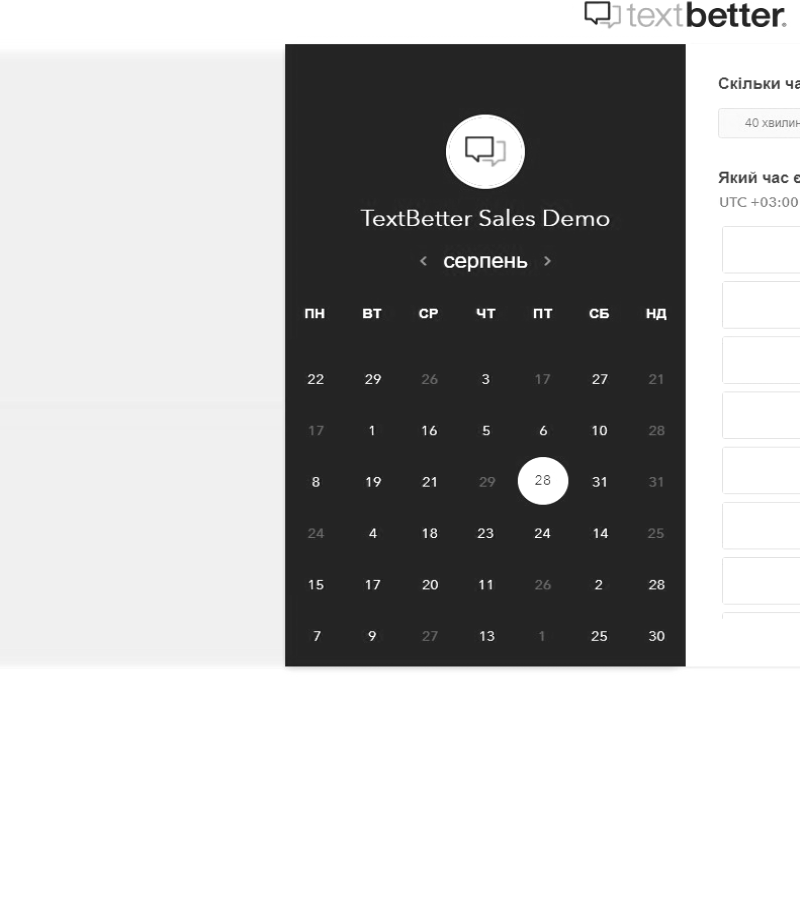 textbetter.
TextBetter Sales Demo
< серпень >
ПН ВТ СР ЧТ ПТ СБ НД
22 29 26 3 17 27 21
17 1 16 5 6 10 28
8 19 21 29 28 31 31
24 4 18 23 24 14 25
15 17 20 11 26 2 28
7 9 27 13 1 25 30
Скільки ча
40 хвилин
Який час є
UTC +03:00